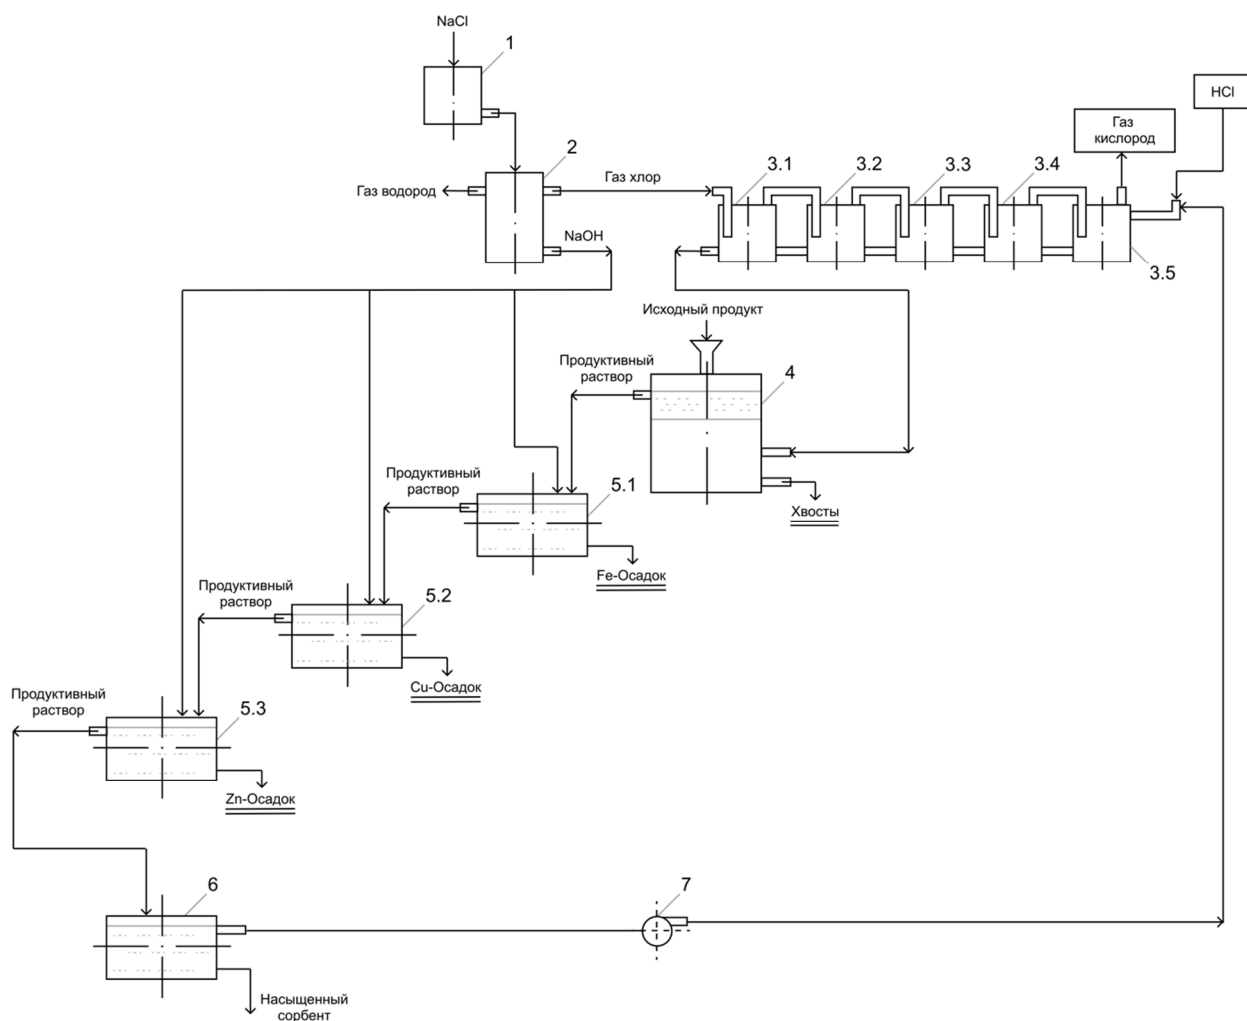 NaCl
1
HCl
Газ
кислород
2
3.1
3.2
3.3
3.4
Газ водород
Газ хлор
NaOH
3.5
Исходный продукт
Продуктивный
раствор
4
Продуктивный
раствор
5.1
Хвосты
Fe-Осадок
Продуктивный
раствор
5.2
Cu-Осадок
Продуктивный
раствор
5.3
Zn-Осадок
6
7
Насыщенный
сорбент